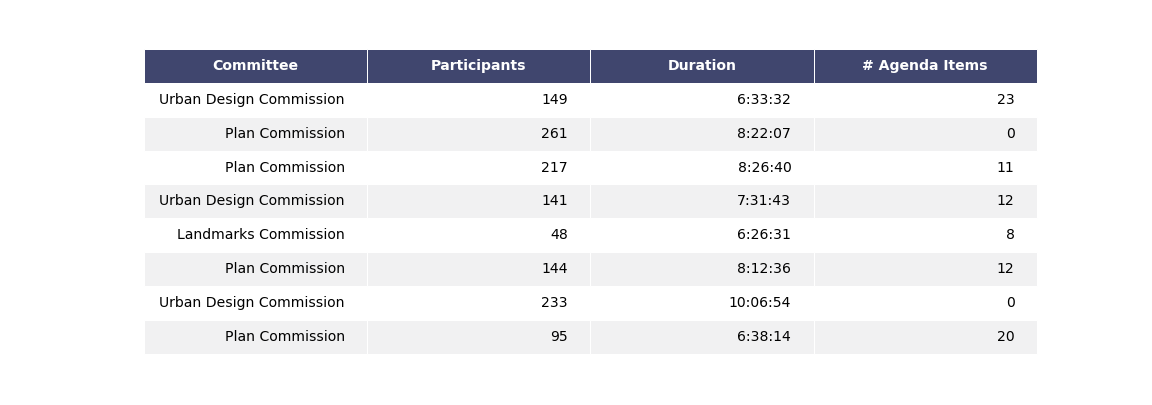 Committee Participants Duration # Agenda Items
Urban Design Commission 149 6:33:32 23
Plan Commission 261 8:22:07 0
Plan Commission 217 8:26:40 11
Urban Design Commission 141 7:31:43 12
Landmarks Commission 48 6:26:31 8
Plan Commission 144 8:12:36 12
Urban Design Commission 233 10:06:54 0
Plan Commission 95 6:38:14 20